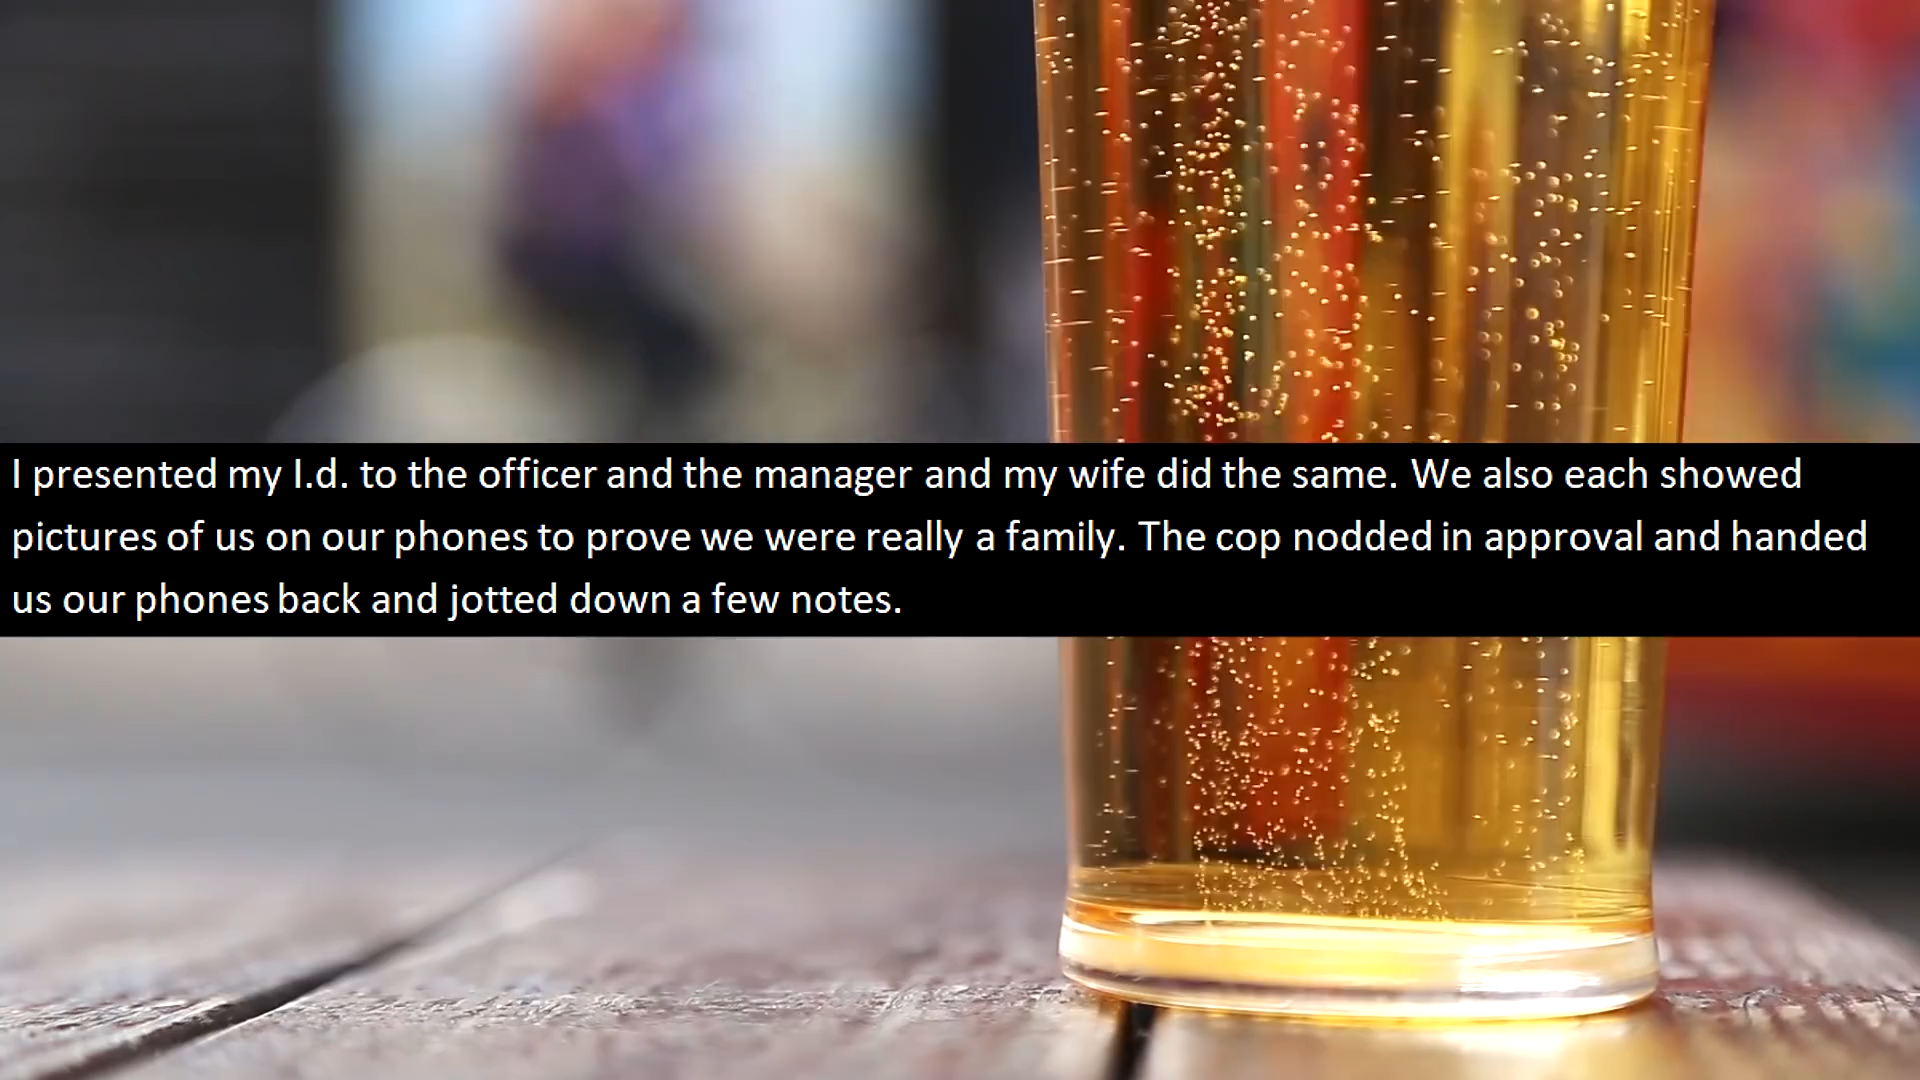 I presented my I.d. to the officer and the manager and my wife did the same. We also each showed
pictures of us on our phones to prove we were really a family. The cop nodded in approval and handed
us our phones back and jotted down a few notes.